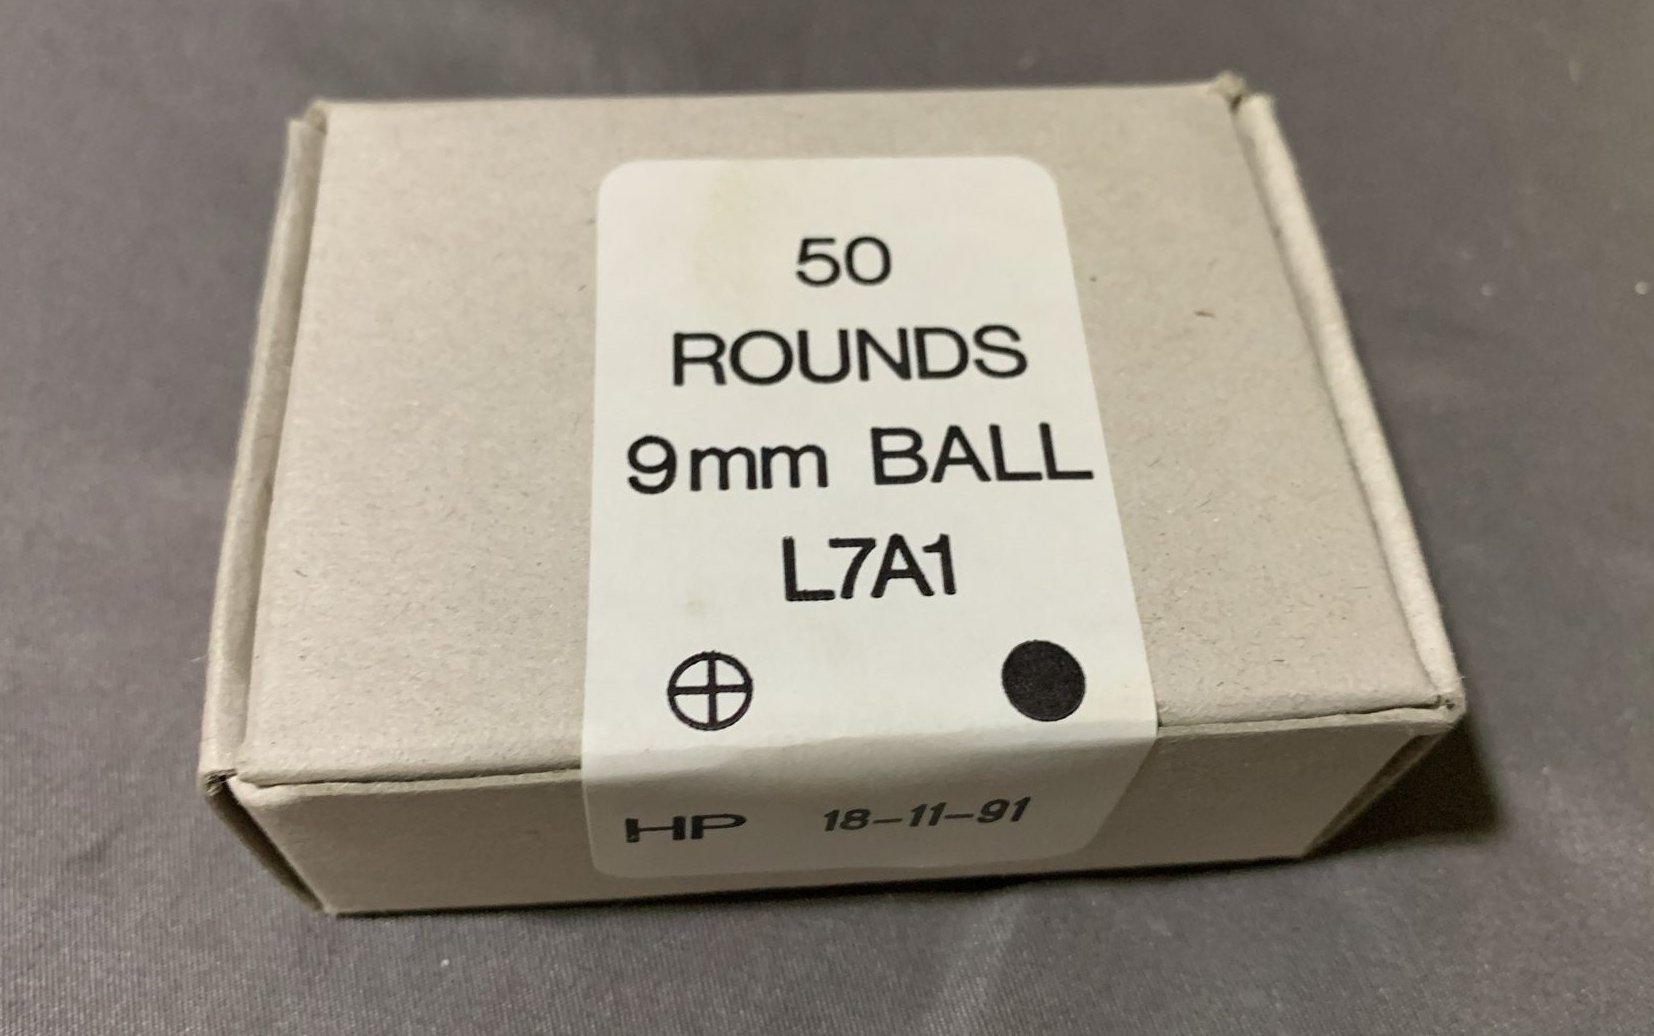 50
ROUNDS
9mm BALL
L7A1
HP 18-11-91